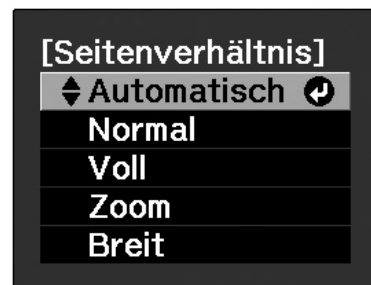 [Seitenverhältnis]
Automatisch
Normal
Voll
Zoom
Breit